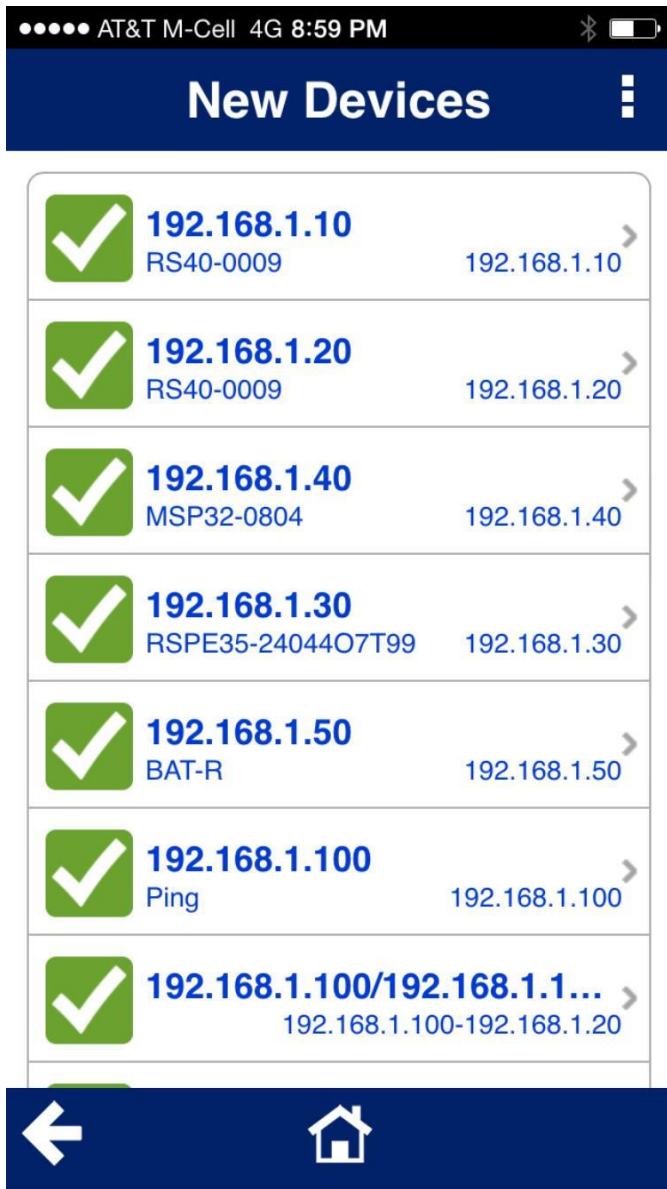 AT&T M-Cell 4G 8:59 PM
New Devices
192.168.1.10
RS40-0009 192.168.1.10
192.168.1.20
RS40-0009 192.168.1.20
192.168.1.40
MSP32-0804 192.168.1.40
192.168.1.30
RSPE35-24044O7T99 192.168.1.30
192.168.1.50
BAT-R 192.168.1.50
192.168.1.100
Ping 192.168.1.100
192.168.1.100/192.168.1.1...
192.168.1.100-192.168.1.20